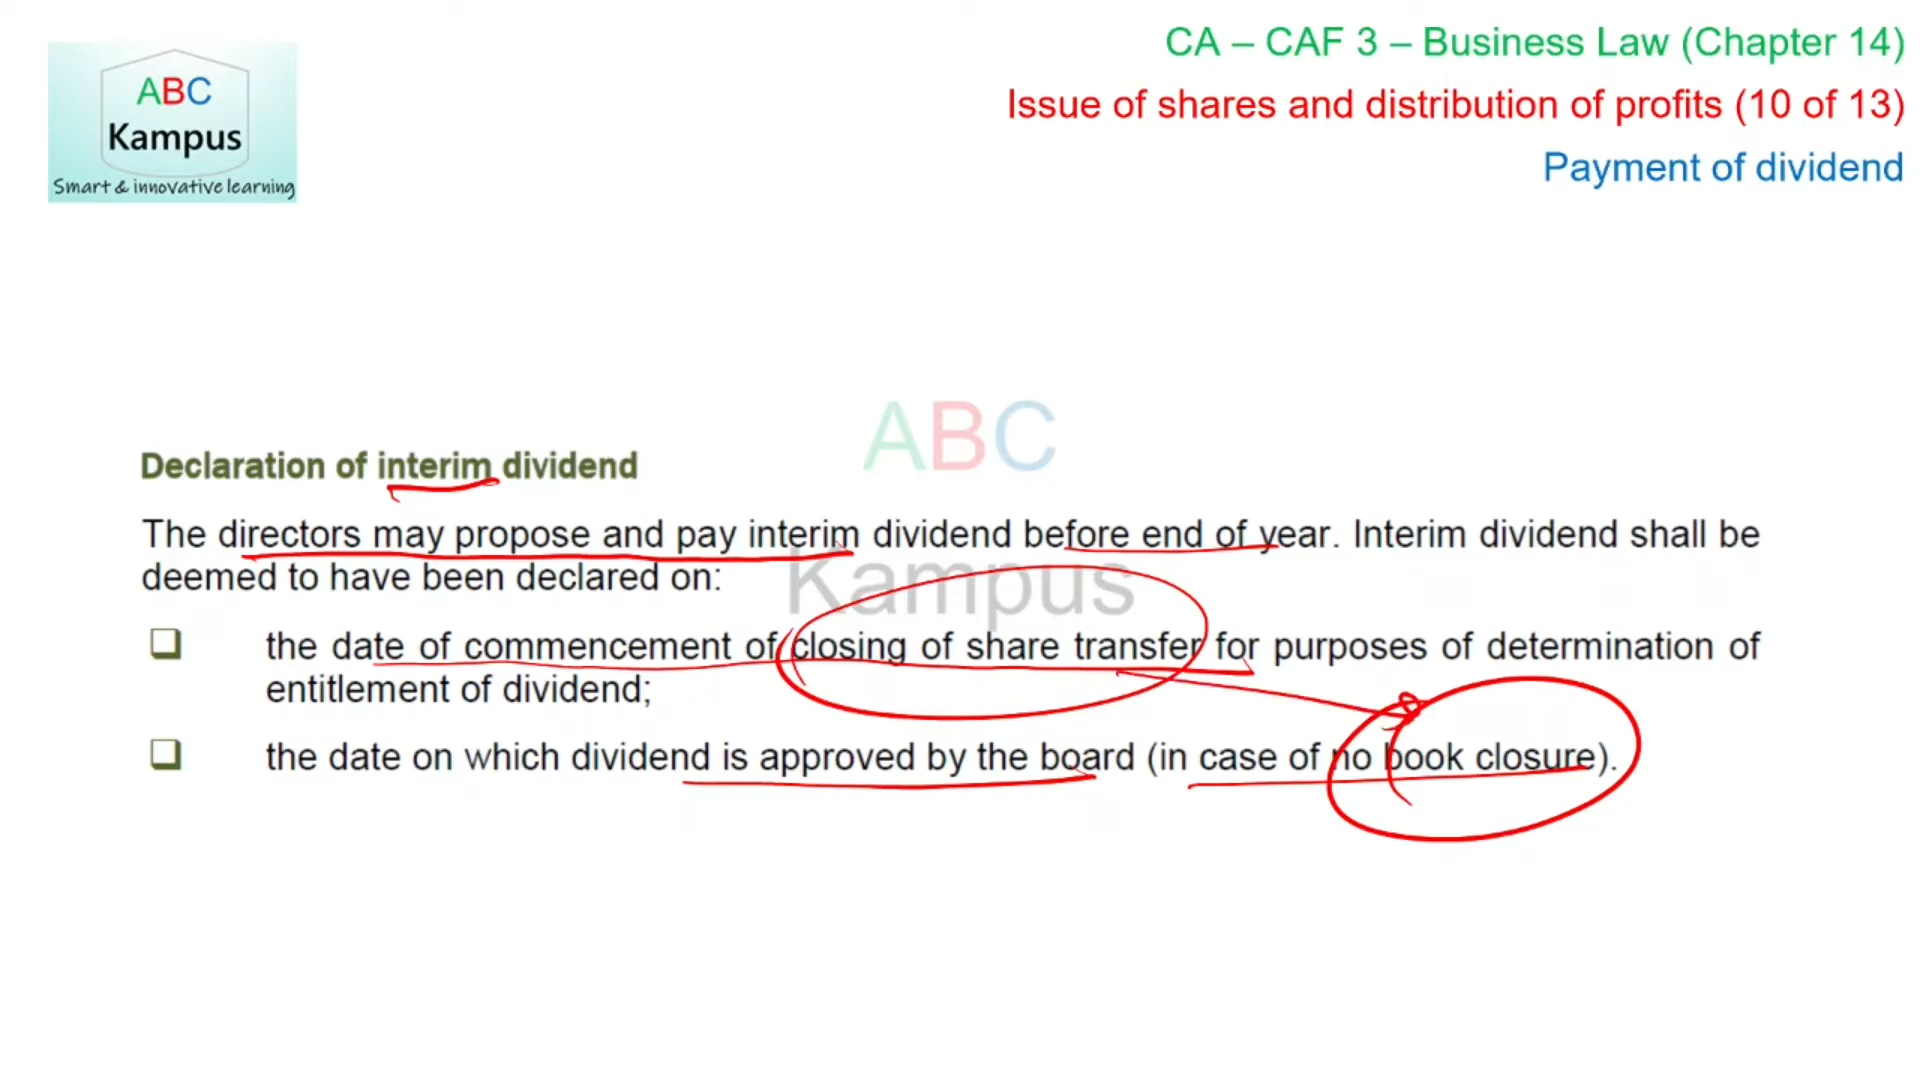 ABC
Kampus
Smart & innovative learning
CA – CAF 3 – Business Law (Chapter 14)
Issue of shares and distribution of profits (10 of 13)
Payment of dividend
ABC
Kampus
Declaration of interim dividend
The directors may propose and pay interim dividend before end of year. Interim dividend shall be
deemed to have been declared on:
❑ the date of commencement of closing of share transfer for purposes of determination of
entitlement of dividend;
❑ the date on which dividend is approved by the board (in case of no book closure).